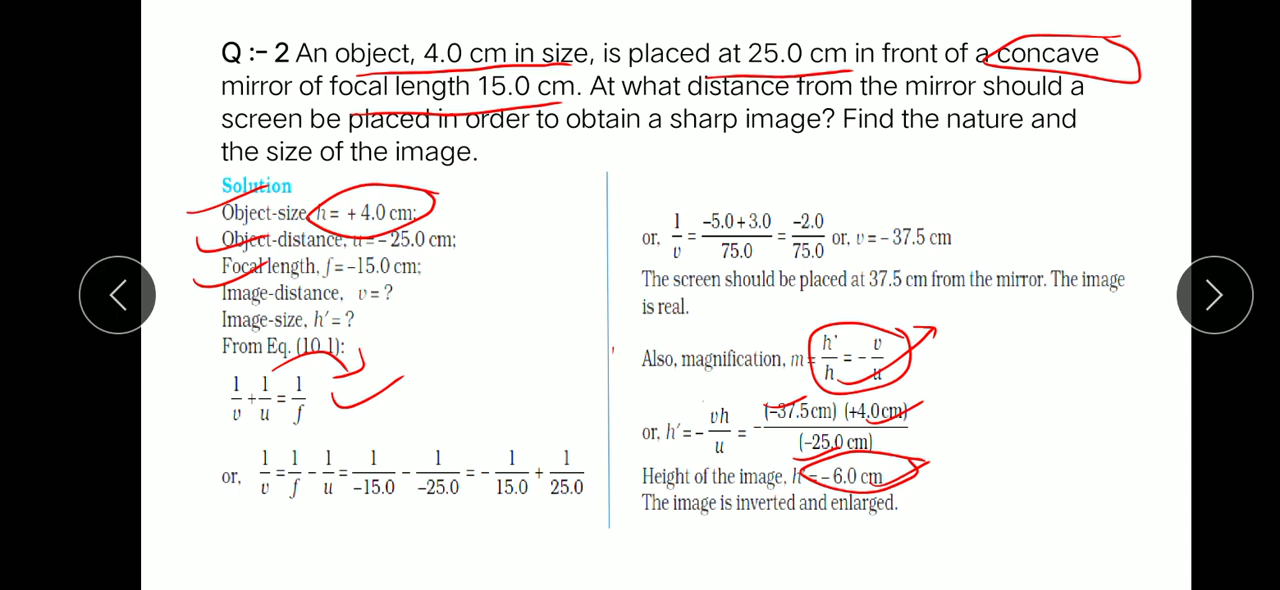 Q :- 2 An object, 4.0 cm in size, is placed at 25.0 cm in front of a concave
mirror of focal length 15.0 cm. At what distance from the mirror should a
screen be placed in order to obtain a sharp image? Find the nature and
the size of the image.
Solution
Object-size, h = + 4.0 cm;
Object-distance, u = – 25.0 cm;
Focal length, f = –15.0 cm;
Image-distance, v = ?
Image-size, h′ = ?
From Eq. (10.1):
1/v + 1/u = 1/f
or, 1/v = 1/f – 1/u = 1/–15.0 – 1/–25.0 = – 1/15.0 + 1/25.0
or, 1/v = –5.0 + 3.0/75.0 = –2.0/75.0 or, v = – 37.5 cm
The screen should be placed at 37.5 cm from the mirror. The image
is real.
Also, magnification, m = h'/h = – v/u
or, h′ = – vh/u = – (–37.5 cm) (+4.0 cm)/(–25.0 cm)
Height of the image, h′ = – 6.0 cm
The image is inverted and enlarged.